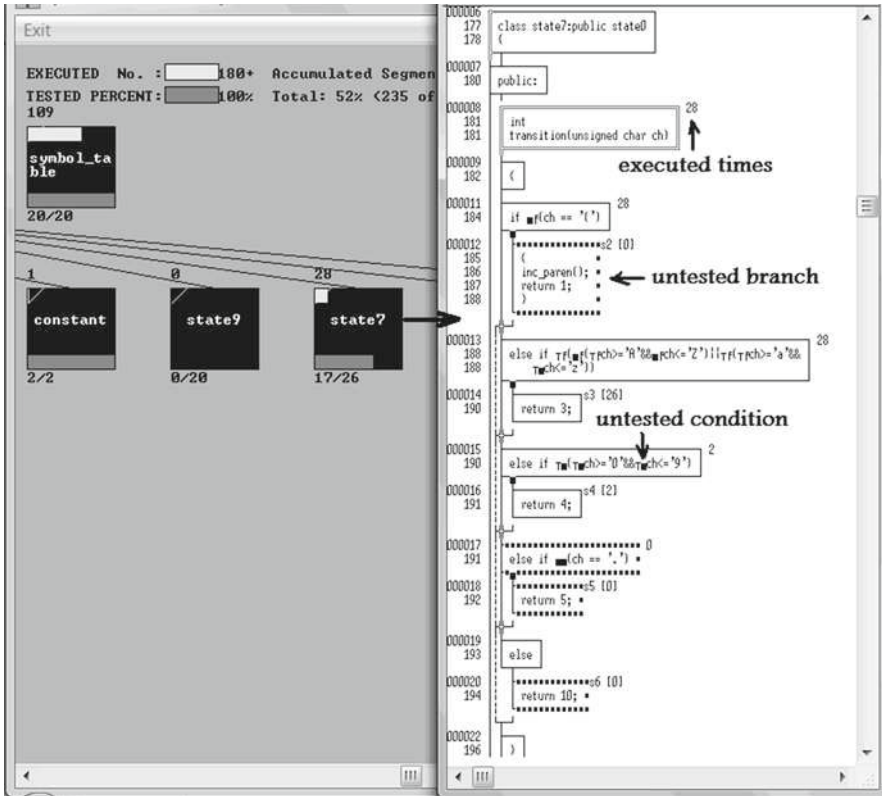 Exit
EXECUTED No. : 180+ Accumulated Segmen
TESTED PERCENT: 100% Total: 52% <235 of
109
symbol_ta
ble
20/20
1 0 28
constant state9 state7
2/2 0/20 17/26
000006
177 class state7:public state0
178 {
000007
180 public:
000008 28
181 int
181 transition(unsigned char ch)
executed times
000009
182 {
000011 28
184 if (ch == '(')
000012 s2 [0]
185 {
186 inc_paren();
187 return 1;
188 }
untested branch
000013 28
188 else if T (T ch>='A'&& ch<='Z')||T (T ch>='a'&&
188 T ch<='z'))
000014 s3 [26]
190 return 3;
untested condition
000015 2
190 else if T (T ch>='0'&&T ch<='9')
000016 s4 [2]
191 return 4;
000017 0
191 else if (ch == '.')
000018 s5 [0]
192 return 5;
000019
193 else
000020 s6 [0]
194 return 10;
000022
196 }